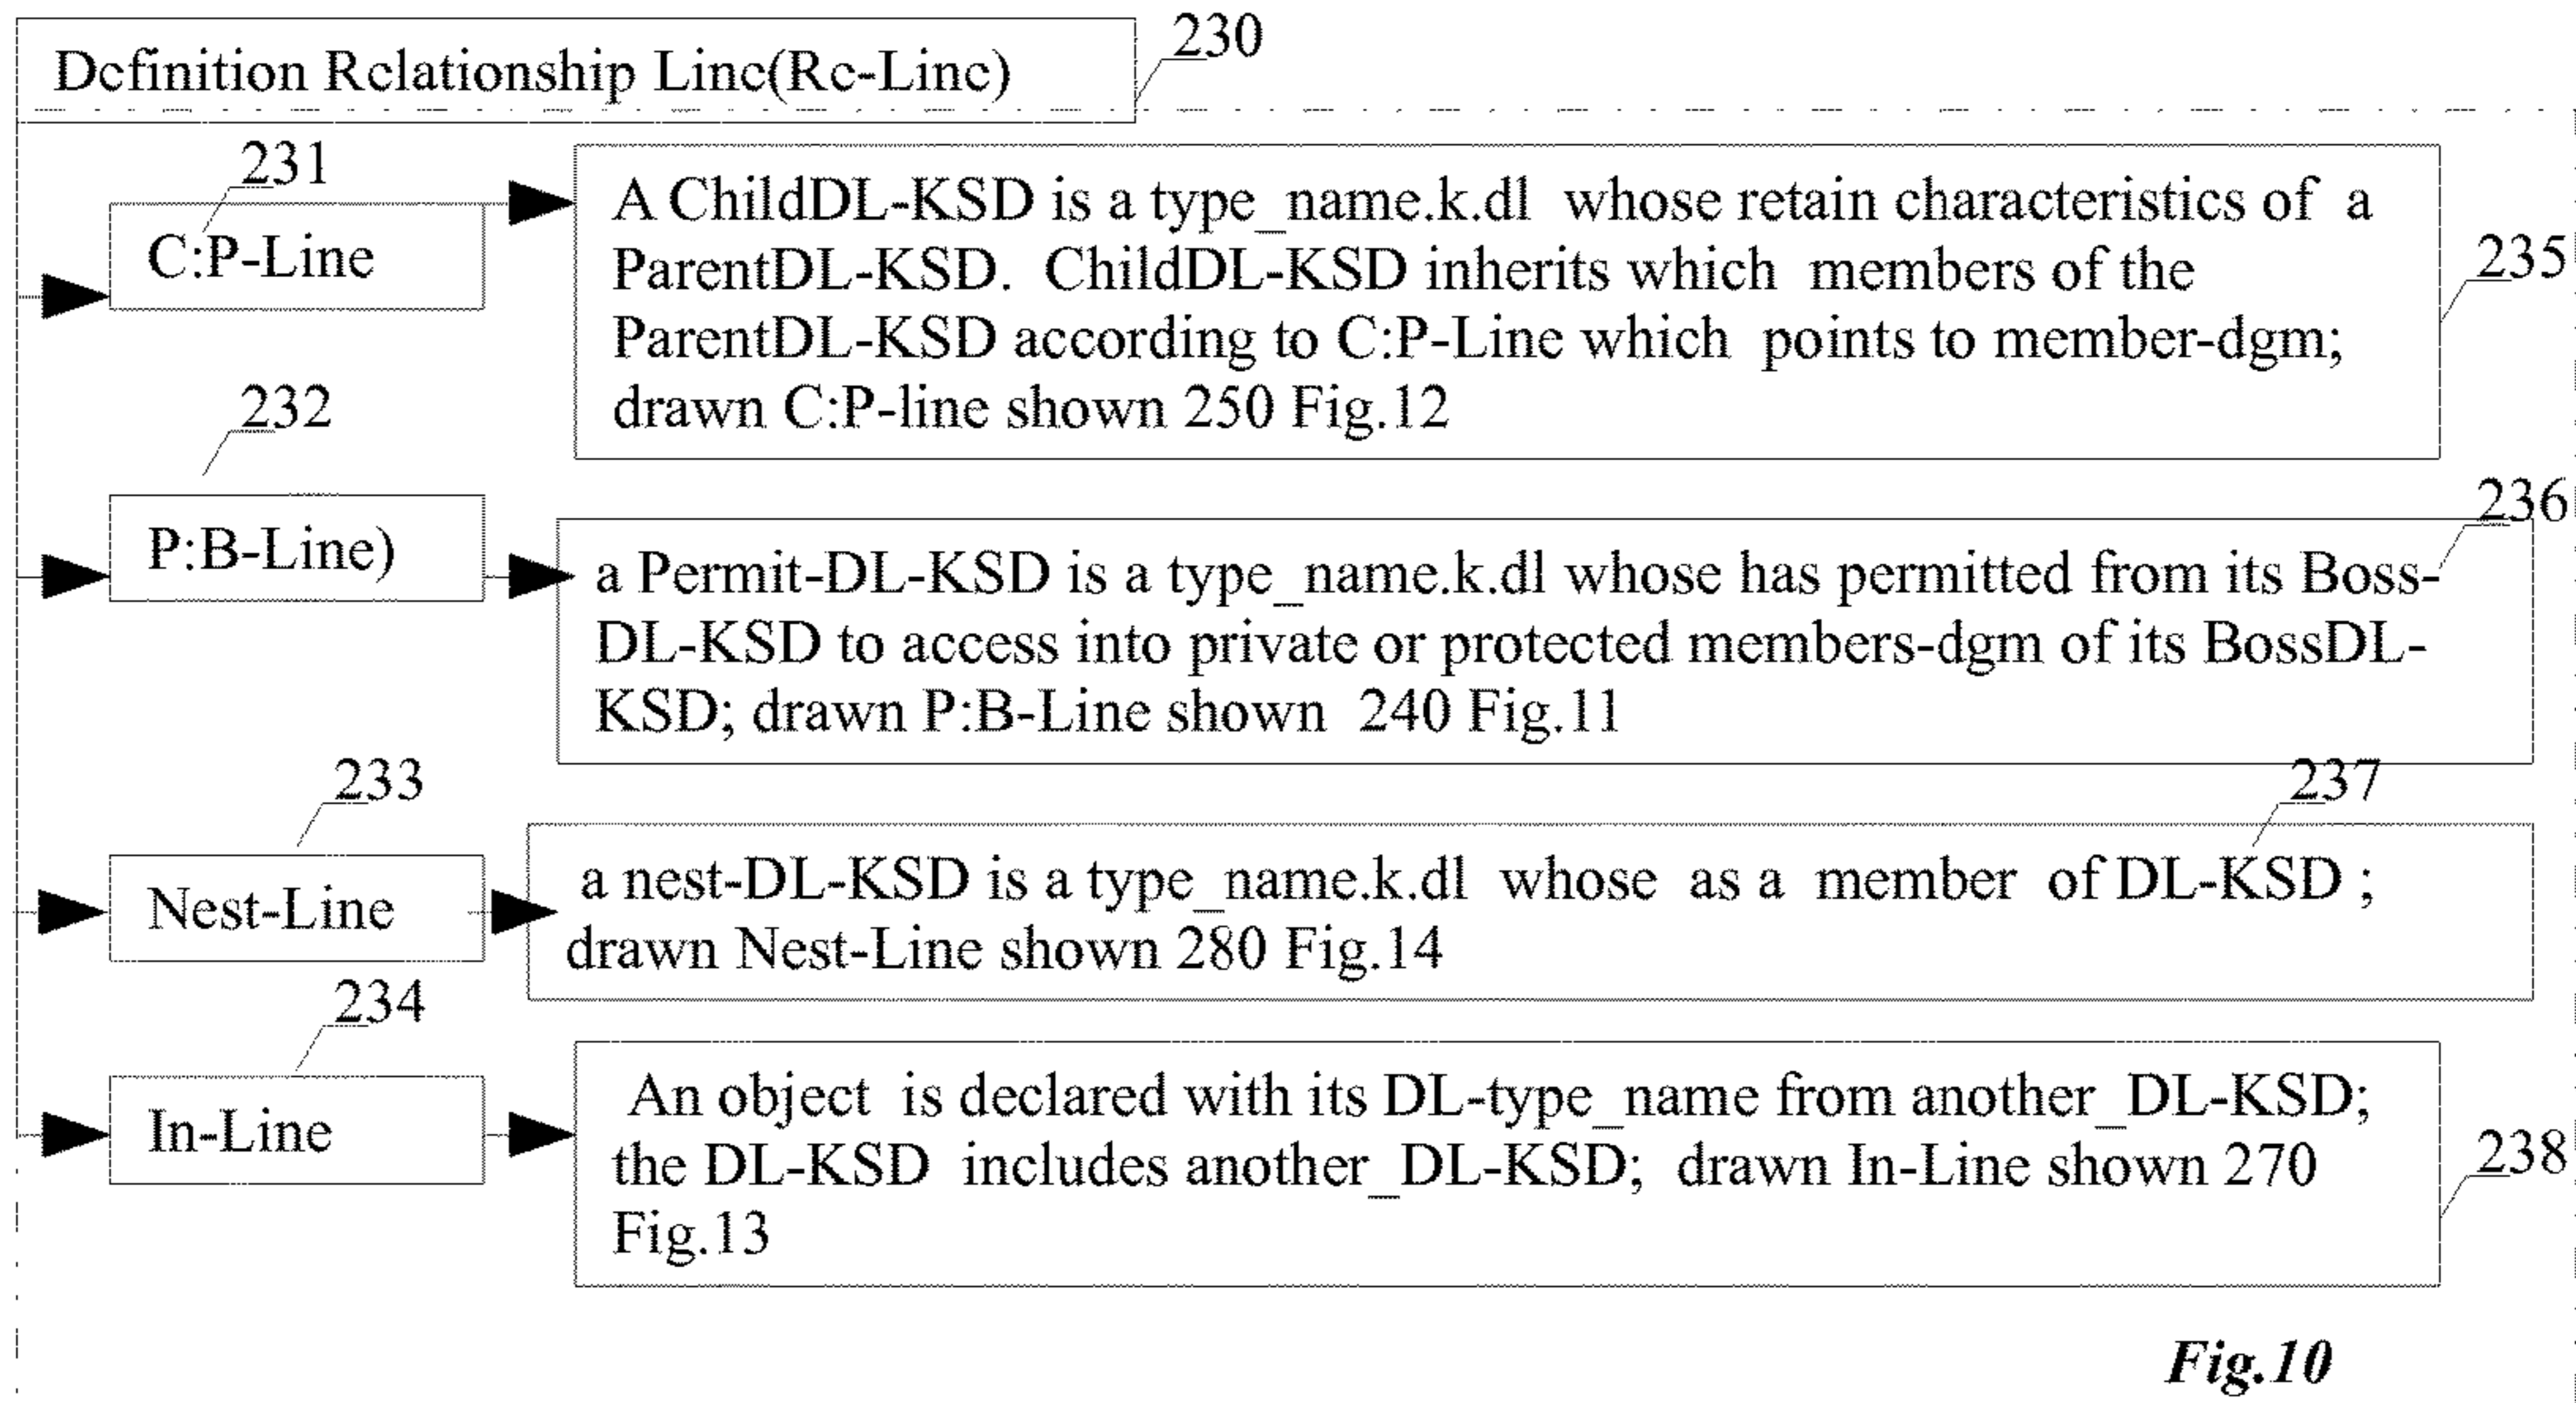 230
Definition Relationship Line(Re-Line)
231
C:P-Line
A ChildDL-KSD is a type_name.k.dl whose retain characteristics of a
ParentDL-KSD. ChildDL-KSD inherits which members of the
ParentDL-KSD according to C:P-Line which points to member-dgm;
drawn C:P-line shown 250 Fig.12
235
232
P:B-Line)
236
a Permit-DL-KSD is a type_name.k.dl whose has permitted from its Boss-
DL-KSD to access into private or protected members-dgm of its BossDL-
KSD; drawn P:B-Line shown 240 Fig.11
233
237
Nest-Line
a nest-DL-KSD is a type_name.k.dl whose as a member of DL-KSD ;
drawn Nest-Line shown 280 Fig.14
234
In-Line
An object is declared with its DL-type_name from another_DL-KSD;
the DL-KSD includes another_DL-KSD; drawn In-Line shown 270
Fig.13
238
Fig.10